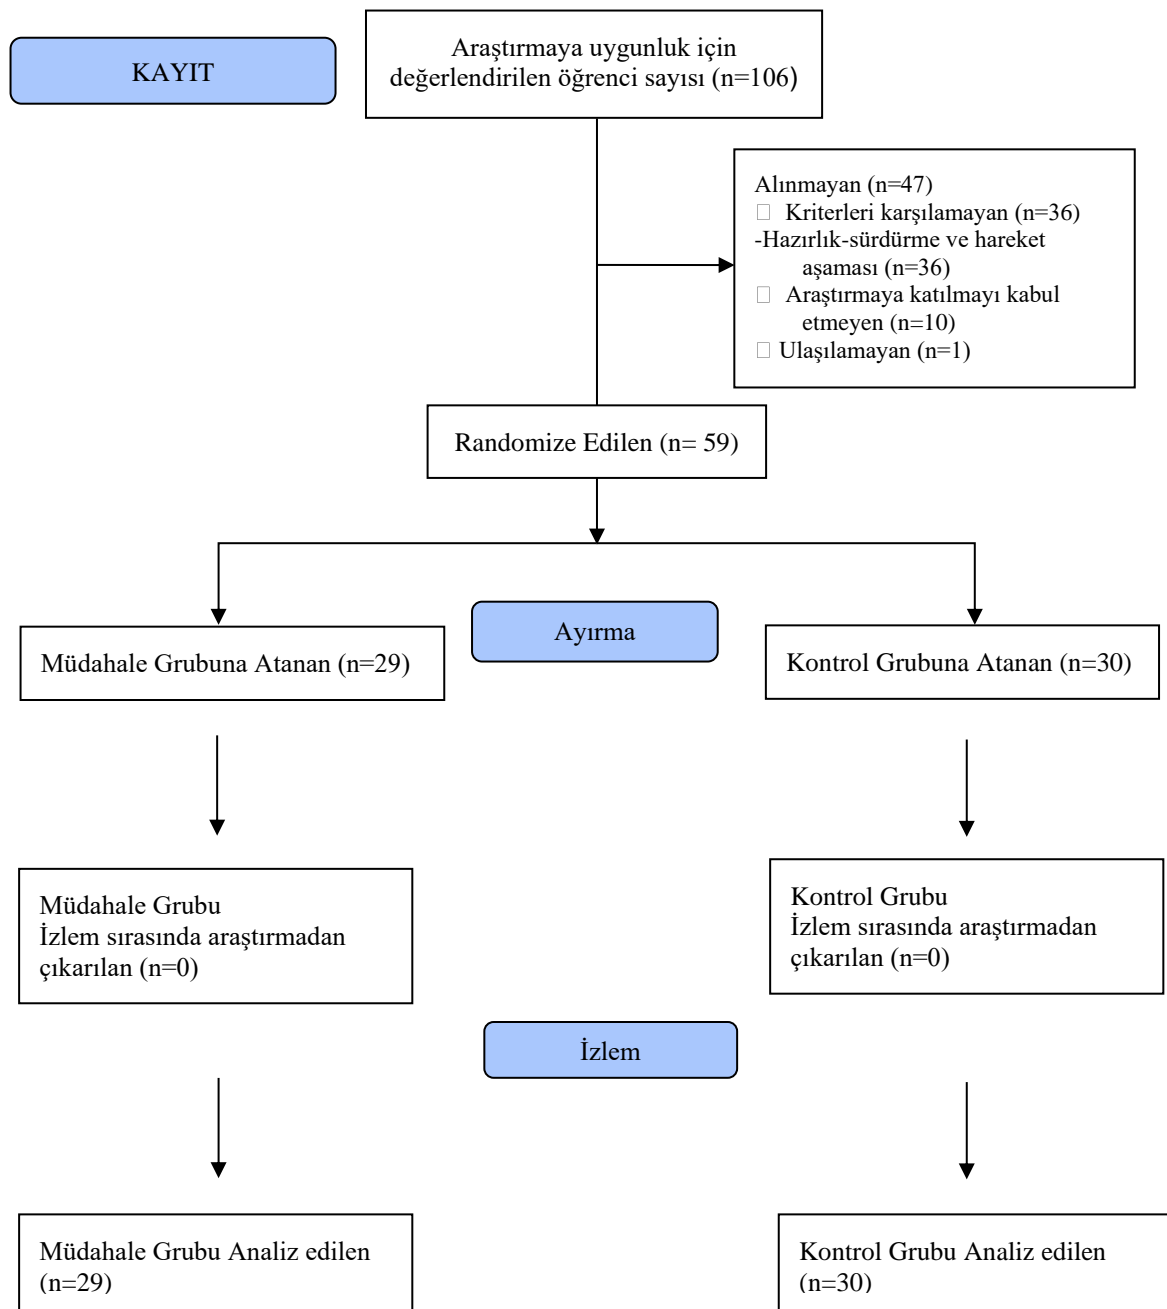 KAYIT
Araştırmaya uygunluk için
değerlendirilen öğrenci sayısı (n=106)
Alınmayan (n=47)
Kriterleri karşılamayan (n=36)
-Hazırlık-sürdürme ve hareket
aşaması (n=36)
Araştırmaya katılmayı kabul
etmeyen (n=10)
Ulaşılamayan (n=1)
Randomize Edilen (n= 59)
Ayırma
Müdahale Grubuna Atanan (n=29)
Kontrol Grubuna Atanan (n=30)
Müdahale Grubu
İzlem sırasında araştırmadan
çıkarılan (n=0)
Kontrol Grubu
İzlem sırasında araştırmadan
çıkarılan (n=0)
İzlem
Müdahale Grubu Analiz edilen
(n=29)
Kontrol Grubu Analiz edilen
(n=30)